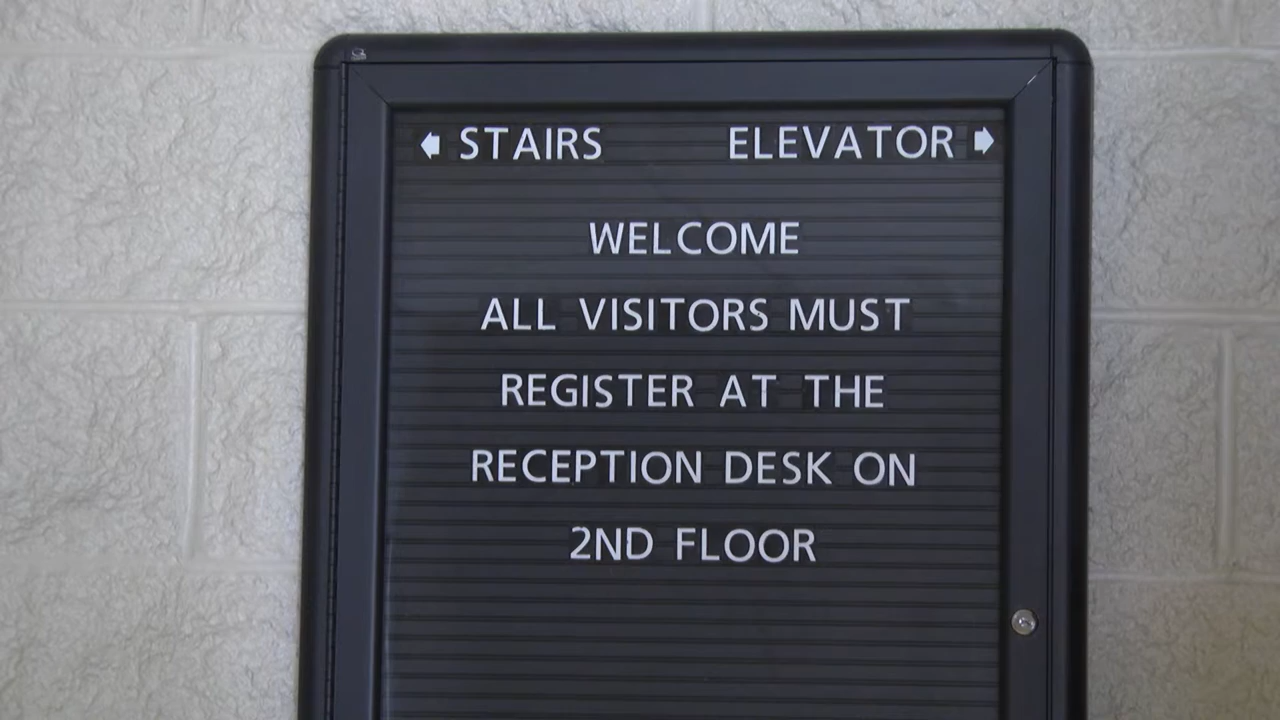 ← STAIRS ELEVATOR →
WELCOME
ALL VISITORS MUST
REGISTER AT THE
RECEPTION DESK ON
2ND FLOOR